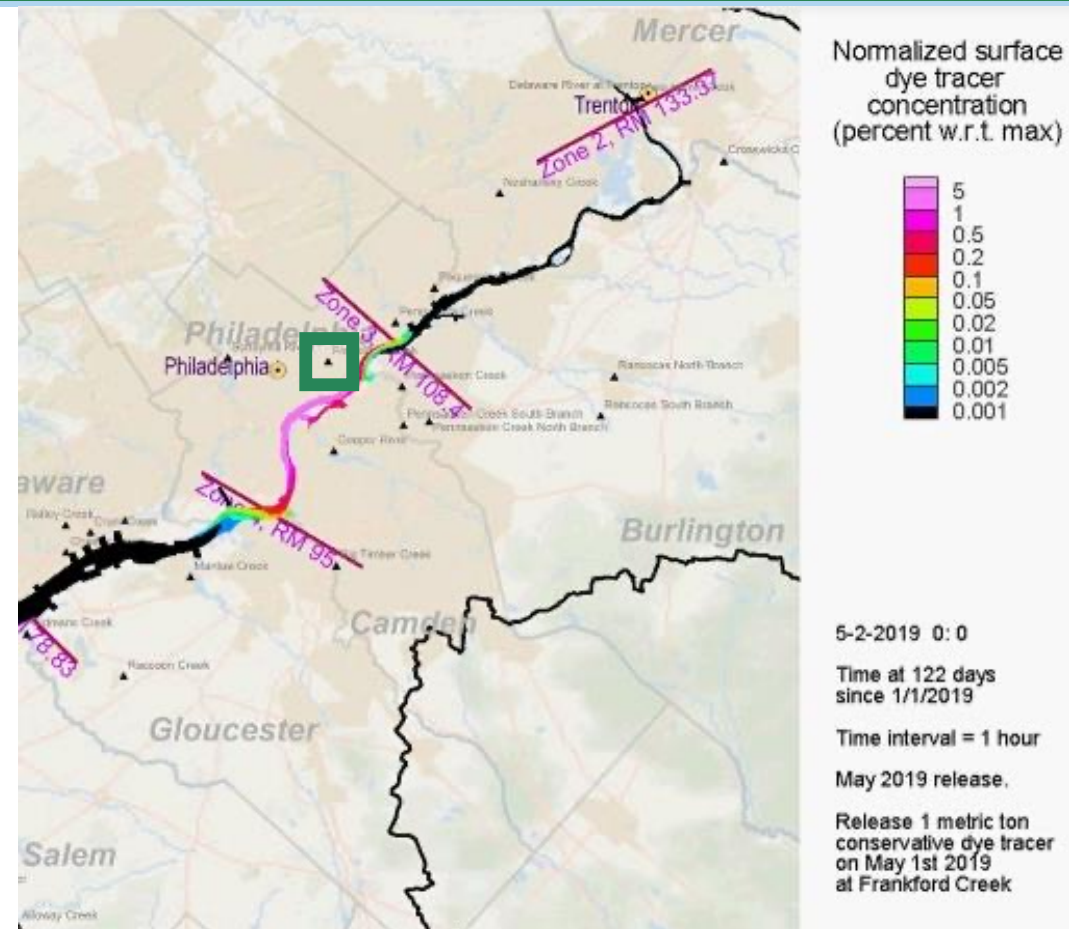 Mercer
Delaware River at Trenton
Trenton
Zone 2, RM 133.37
Crosswicks C
Neshaminy Creek
Zone 3, RM 108.4
Philadelphia
Philadelphia
Creek
Rancocas North Branch
Rancocas South Branch
Pennsauken Creek South Branch
Pennsauken Creek North Branch
Cooper River
aware
Zone 4, RM 95
Ridley Creek
Burlington
Timber Creek
Mantua Creek
Camden
78.83
Raccoon Creek
Gloucester
Salem
Alloway Creek
Normalized surface
dye tracer
concentration
(percent w.r.t. max)
5
1
0.5
0.2
0.1
0.05
0.02
0.01
0.005
0.002
0.001
5-2-2019 0: 0
Time at 122 days
since 1/1/2019
Time interval = 1 hour
May 2019 release.
Release 1 metric ton
conservative dye tracer
on May 1st 2019
at Frankford Creek